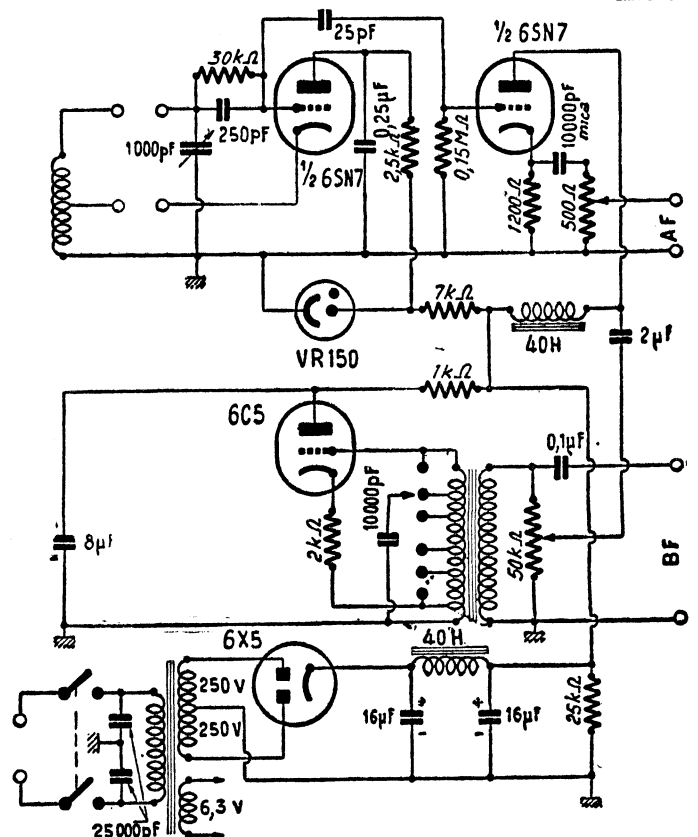 25pF
½ 6SN7
30kΩ
250pF
1000pF
½ 6SN7
0,25µF
2,5kΩ
0,15MΩ
10000pF
mica
1200Ω
500Ω
AF
7kΩ
VR150
40H
2µF
1kΩ
6C5
0,1µF
10000pF
2kΩ
50kΩ
8µF
BF
6X5
40H
250V
250V
16µF
+
-
+
-
16µF
25kΩ
6,3V
25000pF